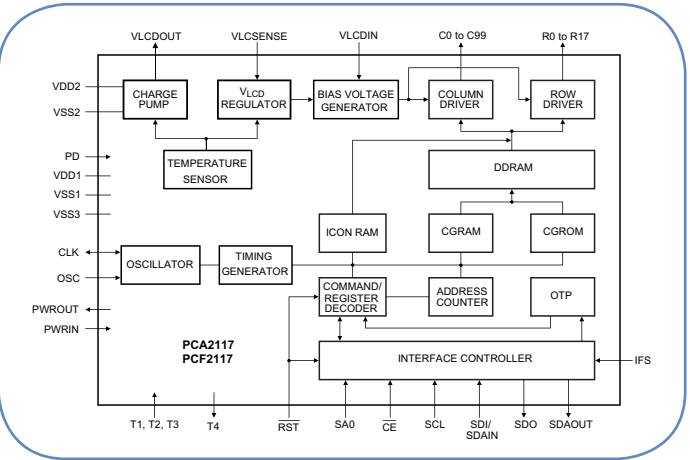 VLCDOUT VLCSENSE VLCDIN C0 to C99 R0 to R17
VDD2
VSS2
CHARGE
PUMP
VLCD
REGULATOR
BIAS VOLTAGE
GENERATOR
COLUMN
DRIVER
ROW
DRIVER
TEMPERATURE
SENSOR
PD
VDD1
VSS1
VSS3
DDRAM
ICON RAM
CGRAM
CGROM
CLK
OSC
OSCILLATOR
TIMING
GENERATOR
COMMAND/
REGISTER
DECODER
ADDRESS
COUNTER
OTP
PWROUT
PWRIN
PCA2117
PCF2117
INTERFACE CONTROLLER
IFS
T1, T2, T3 T4 RST SA0 CE SCL SDI/
SDAIN
SDO SDAOUT